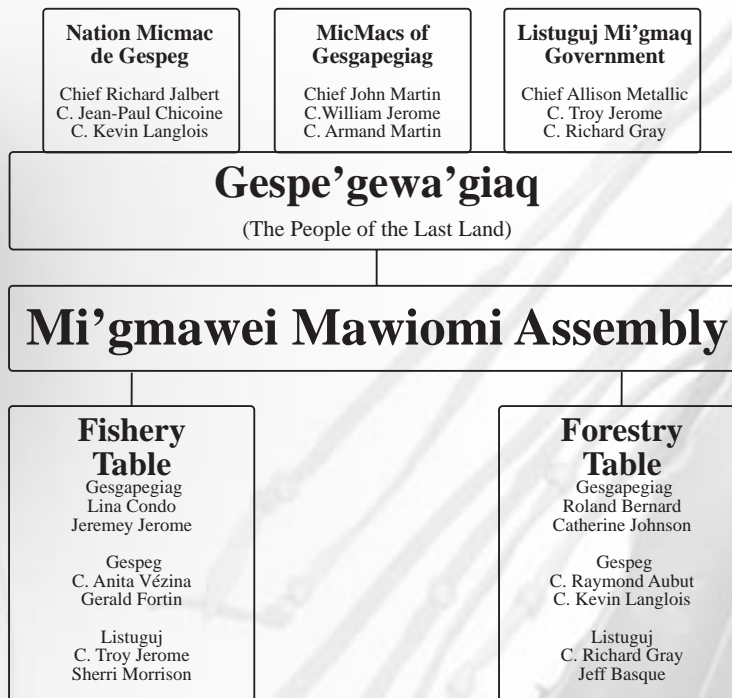 Nation Micmac
de Gespeg
Chief Richard Jalbert
C. Jean-Paul Chicoine
C. Kevin Langlois
MicMacs of
Gesgapegiag
Chief John Martin
C.William Jerome
C. Armand Martin
Listuguj Mi’gmaq
Government
Chief Allison Metallic
C. Troy Jerome
C. Richard Gray
Gespe’gewa’giaq
(The People of the Last Land)
Mi’gmawei Mawiomi Assembly
Fishery
Table
Gesgapegiag
Lina Condo
Jeremey Jerome
Gespeg
C. Anita Vézina
Gerald Fortin
Listuguj
C. Troy Jerome
Sherri Morrison
Forestry
Table
Gesgapegiag
Roland Bernard
Catherine Johnson
Gespeg
C. Raymond Aubut
C. Kevin Langlois
Listuguj
C. Richard Gray
Jeff Basque